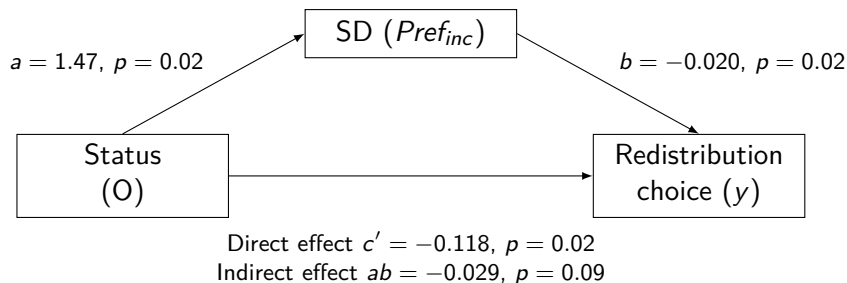 SD (Pref_inc)
a = 1.47, p = 0.02
b = −0.020, p = 0.02
Status
(O)
Redistribution
choice (y)
Direct effect c′ = −0.118, p = 0.02
Indirect effect ab = −0.029, p = 0.09